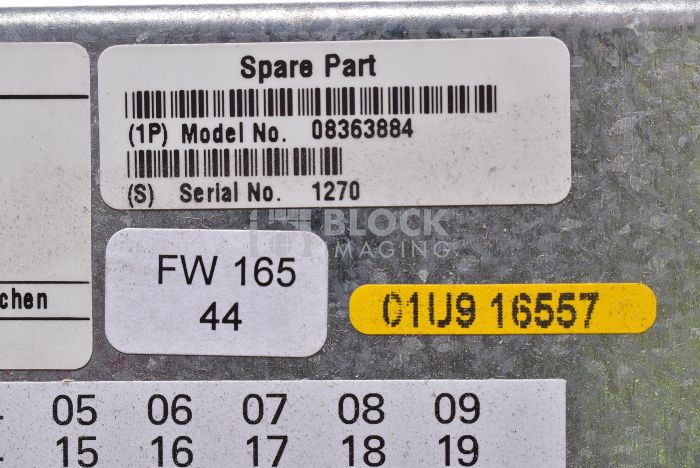 Spare Part
(1P) Model No. 08363884
(S) Serial No. 1270
BLOCK
IMAGING
FW 165
44
chen
C1U9 16557
05 06 07 08 09
15 16 17 18 19